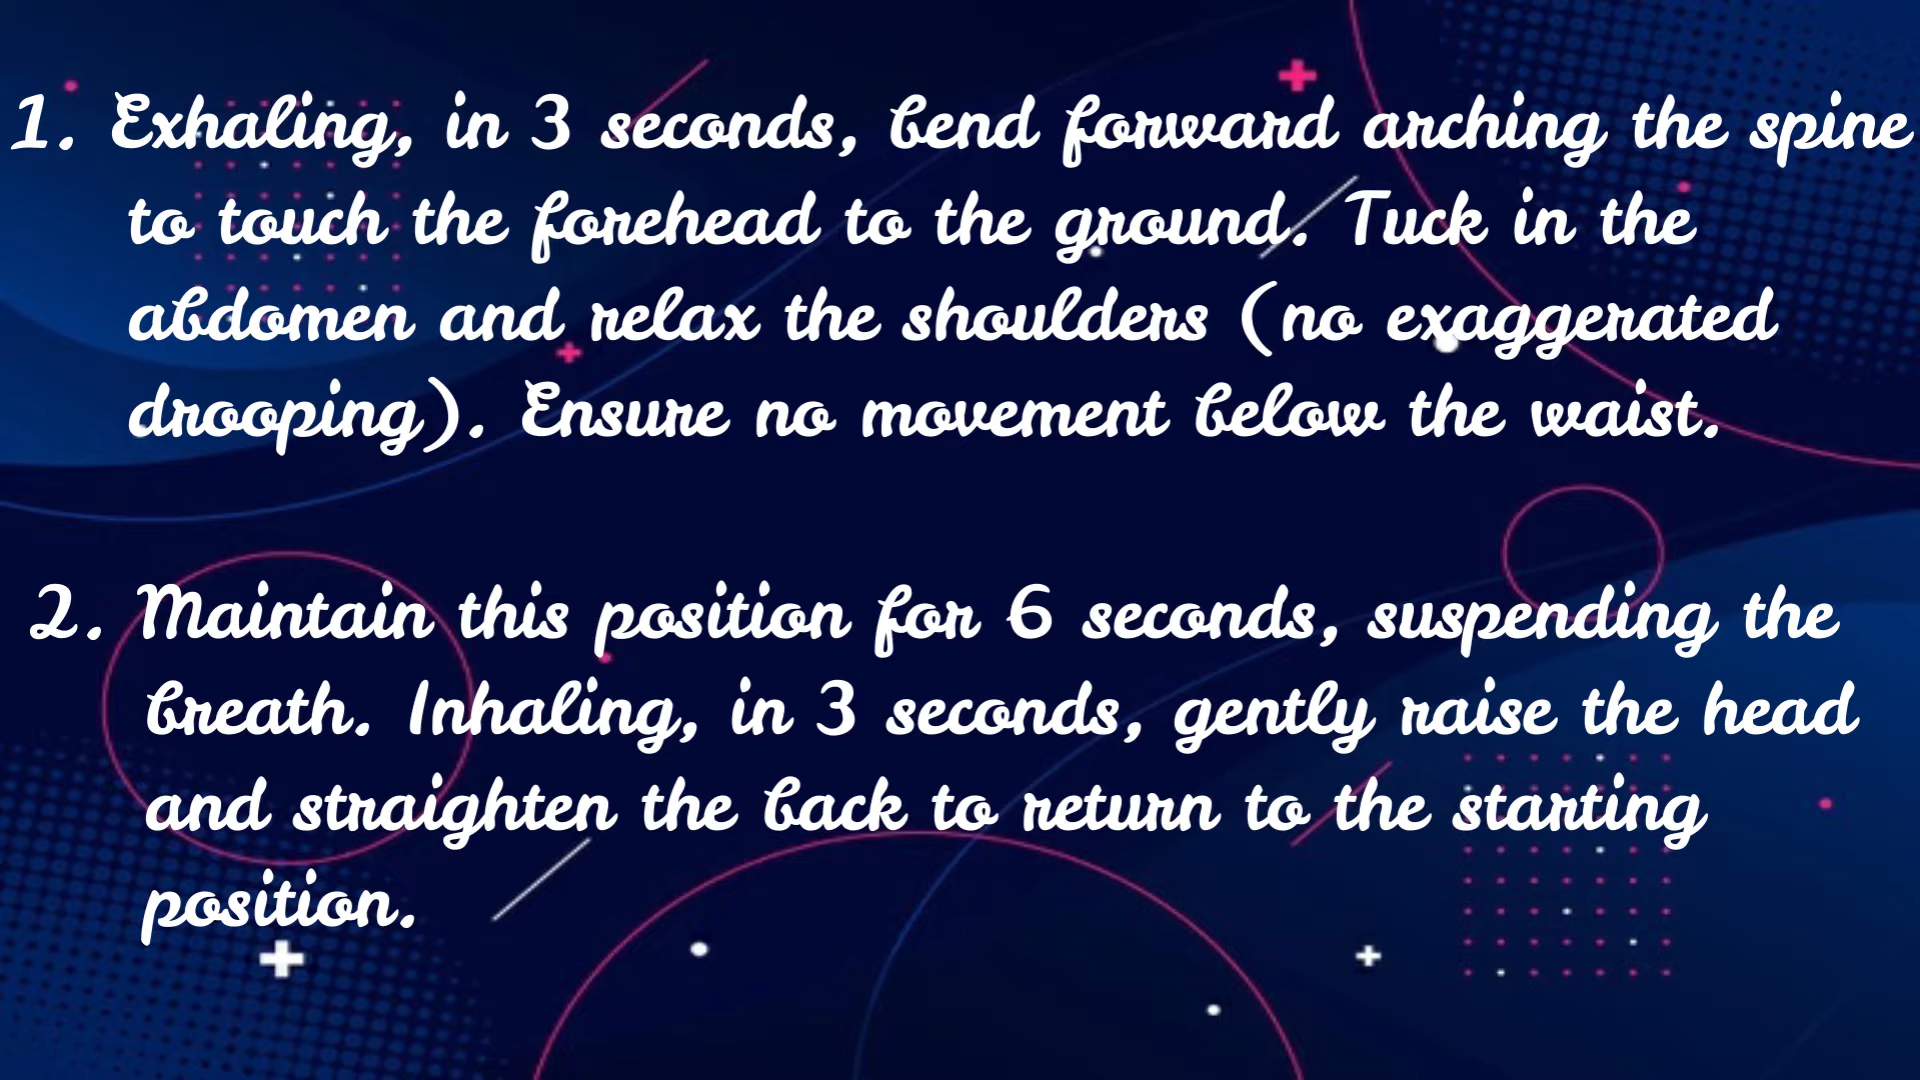 1. Exhaling, in 3 seconds, bend forward arching the spine
to touch the forehead to the ground. Tuck in the
abdomen and relax the shoulders (no exaggerated
drooping). Ensure no movement below the waist.
2. Maintain this position for 6 seconds, suspending the
breath. Inhaling, in 3 seconds, gently raise the head
and straighten the back to return to the starting
position.